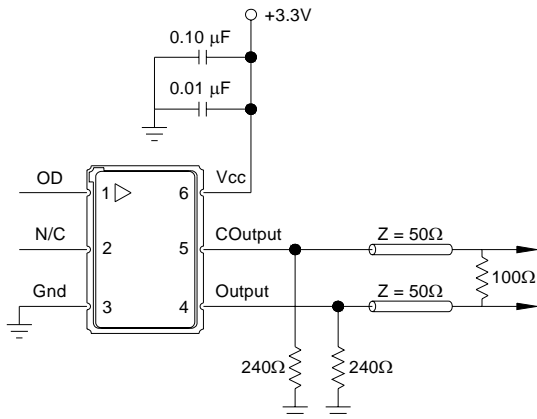 +3.3V
0.10 μF
0.01 μF
OD
1
6
Vcc
N/C
2
5
COutput
Z = 50Ω
100Ω
Gnd
3
4
Output
Z = 50Ω
240Ω
240Ω